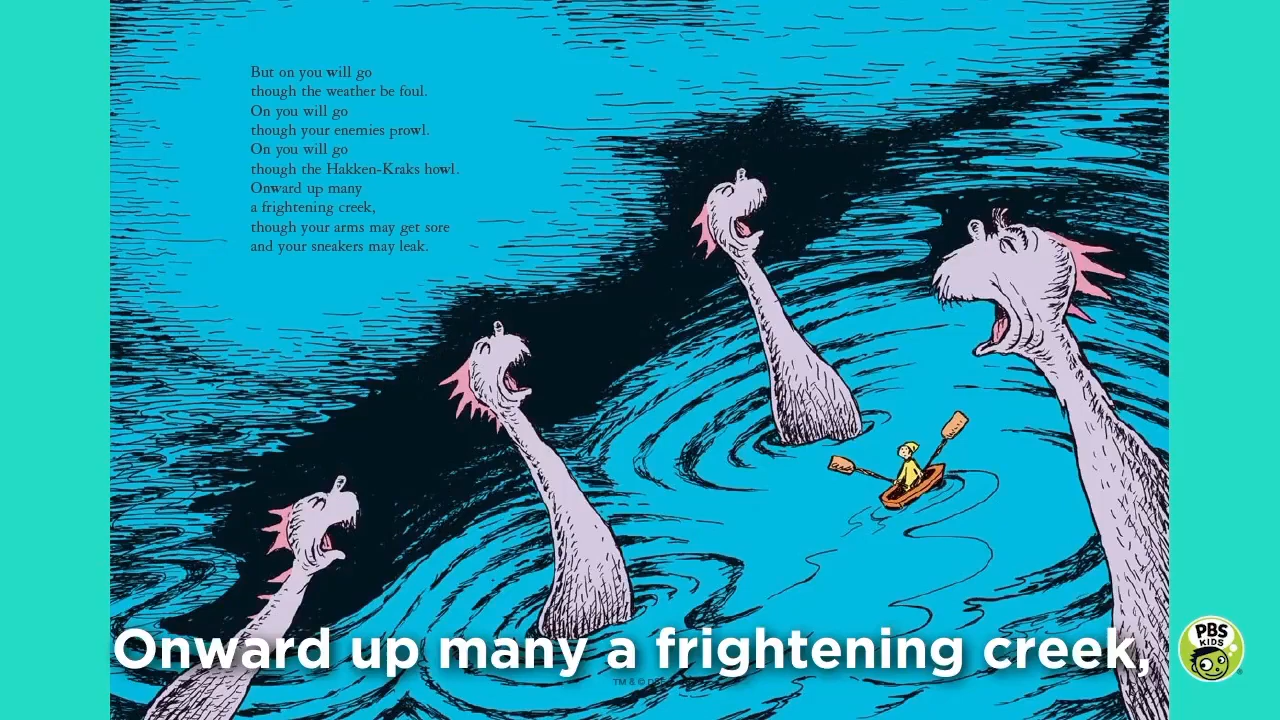 But on you will go
though the weather be foul.
On you will go
though your enemies prowl.
On you will go
though the Hakken-Kraks howl.
Onward up many
a frightening creek,
though your arms may get sore
and your sneakers may leak.
Onward up many a frightening creek,
PBS
KIDS
TM & ©